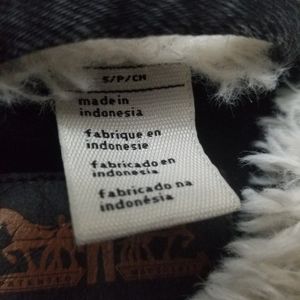 S/P/CH
made in
indonesia
fabrique en
indonesie
fabricado en
indonesia
fabricado na
indonésia